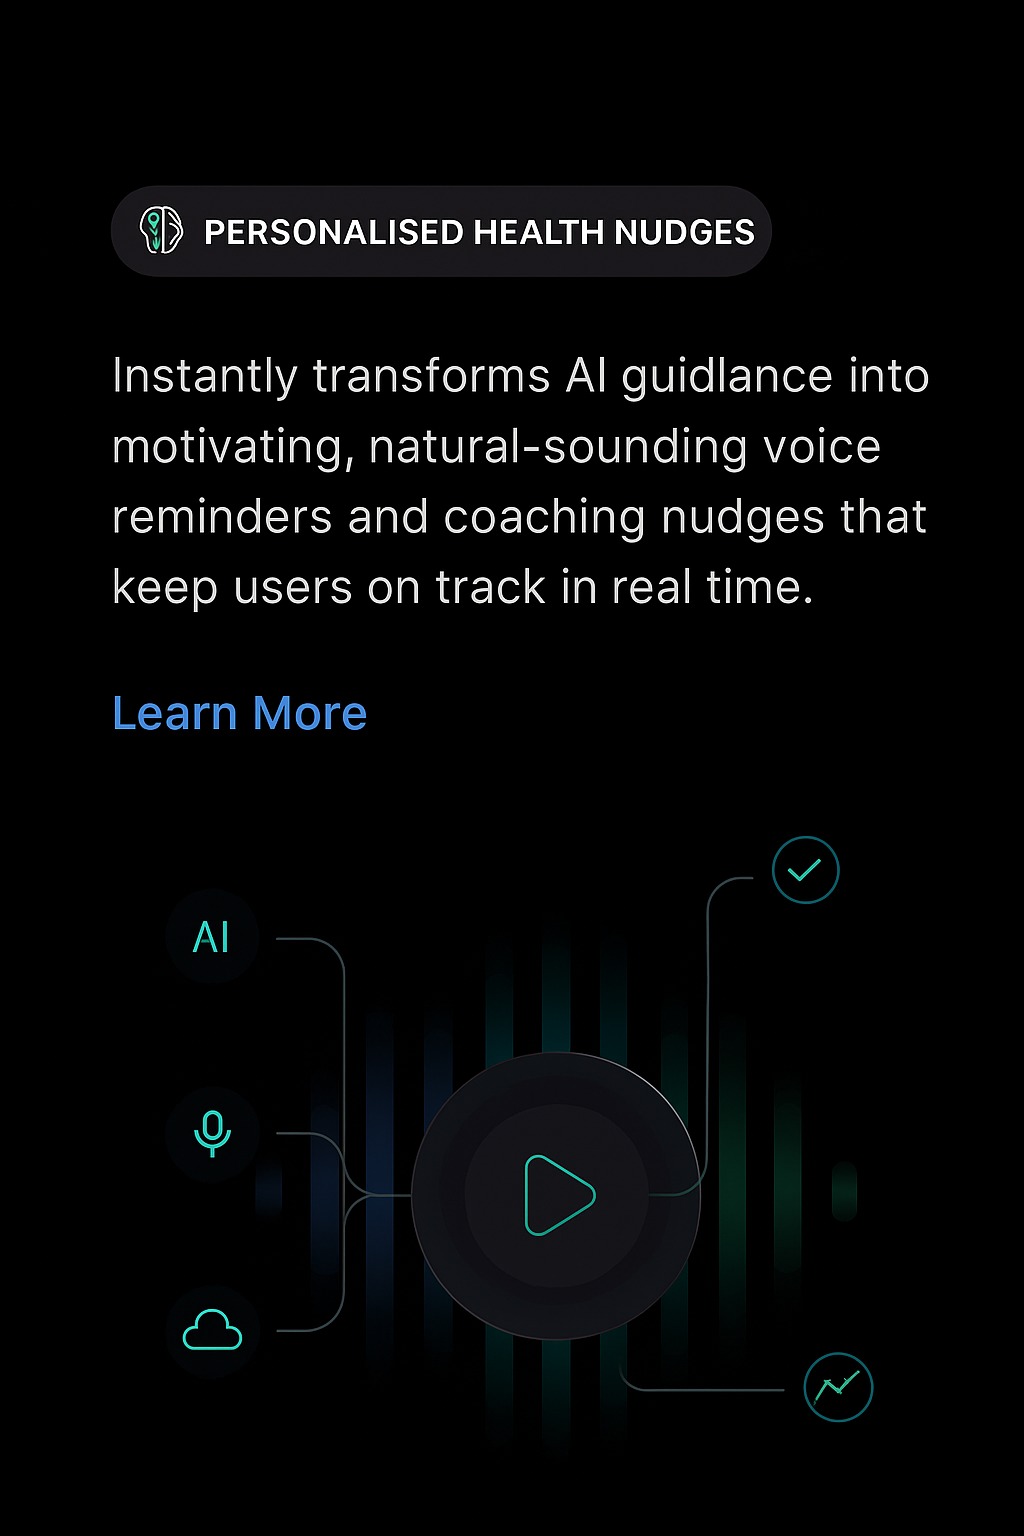 PERSONALISED HEALTH NUDGES
Instantly transforms AI guidlance into
motivating, natural-sounding voice
reminders and coaching nudges that
keep users on track in real time.
Learn More
AI